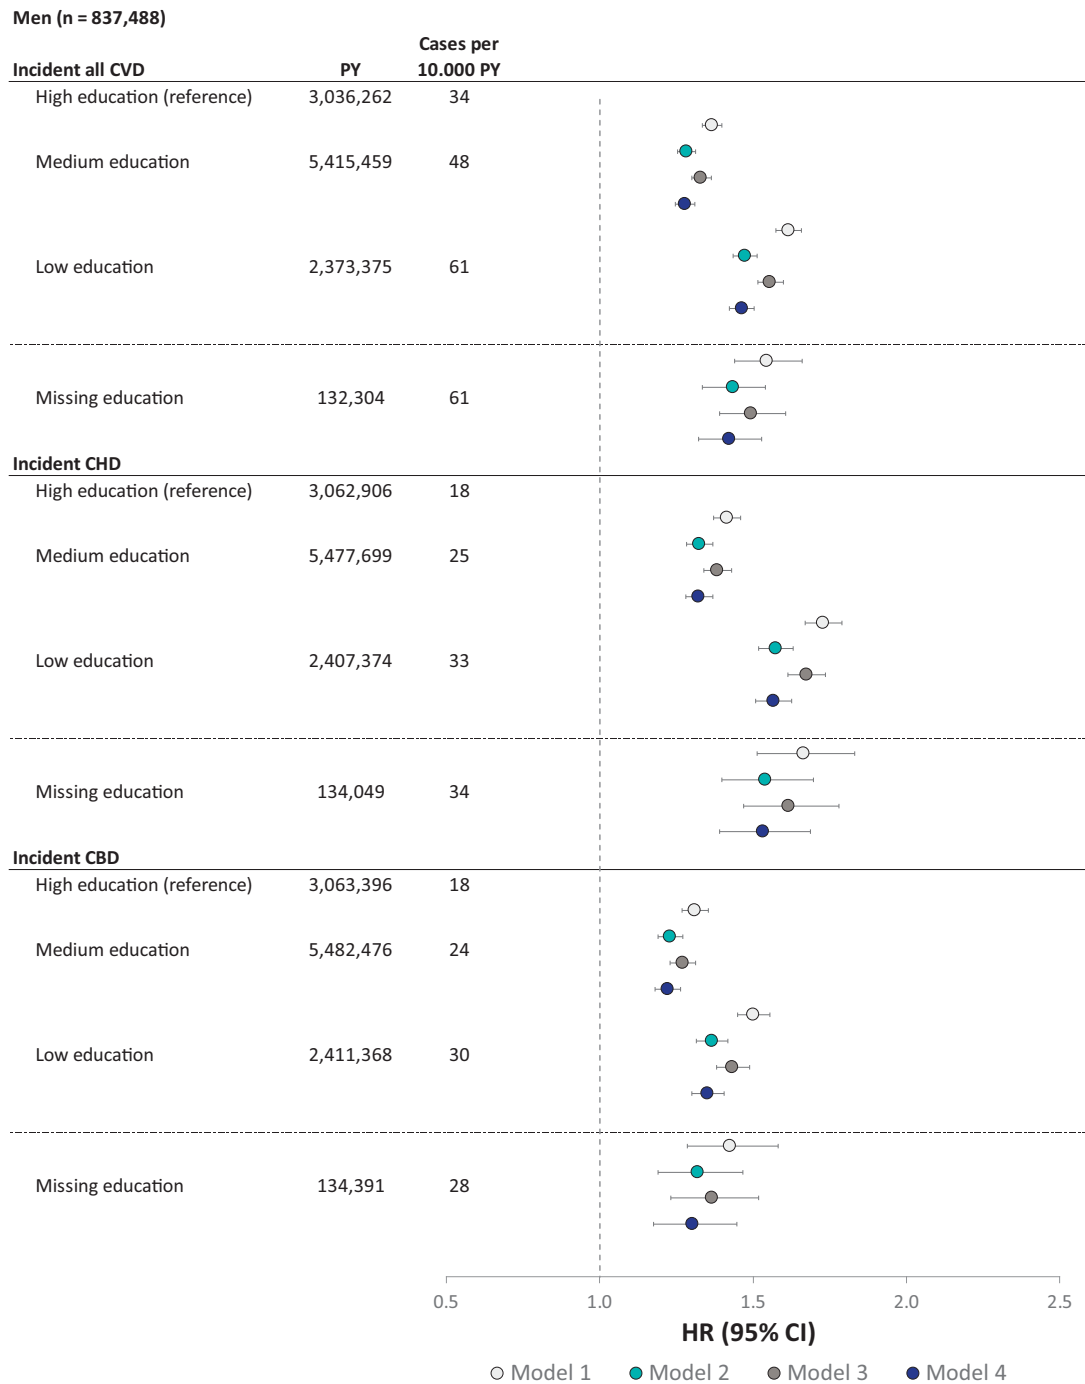 Men (n = 837,488)
Cases per
Incident all CVD PY 10.000 PY
High education (reference) 3,036,262 34
Medium education 5,415,459 48
Low education 2,373,375 61
Missing education 132,304 61
Incident CHD
High education (reference) 3,062,906 18
Medium education 5,477,699 25
Low education 2,407,374 33
Missing education 134,049 34
Incident CBD
High education (reference) 3,063,396 18
Medium education 5,482,476 24
Low education 2,411,368 30
Missing education 134,391 28
0.5 1.0 1.5 2.0 2.5
HR (95% CI)
Model 1 Model 2 Model 3 Model 4